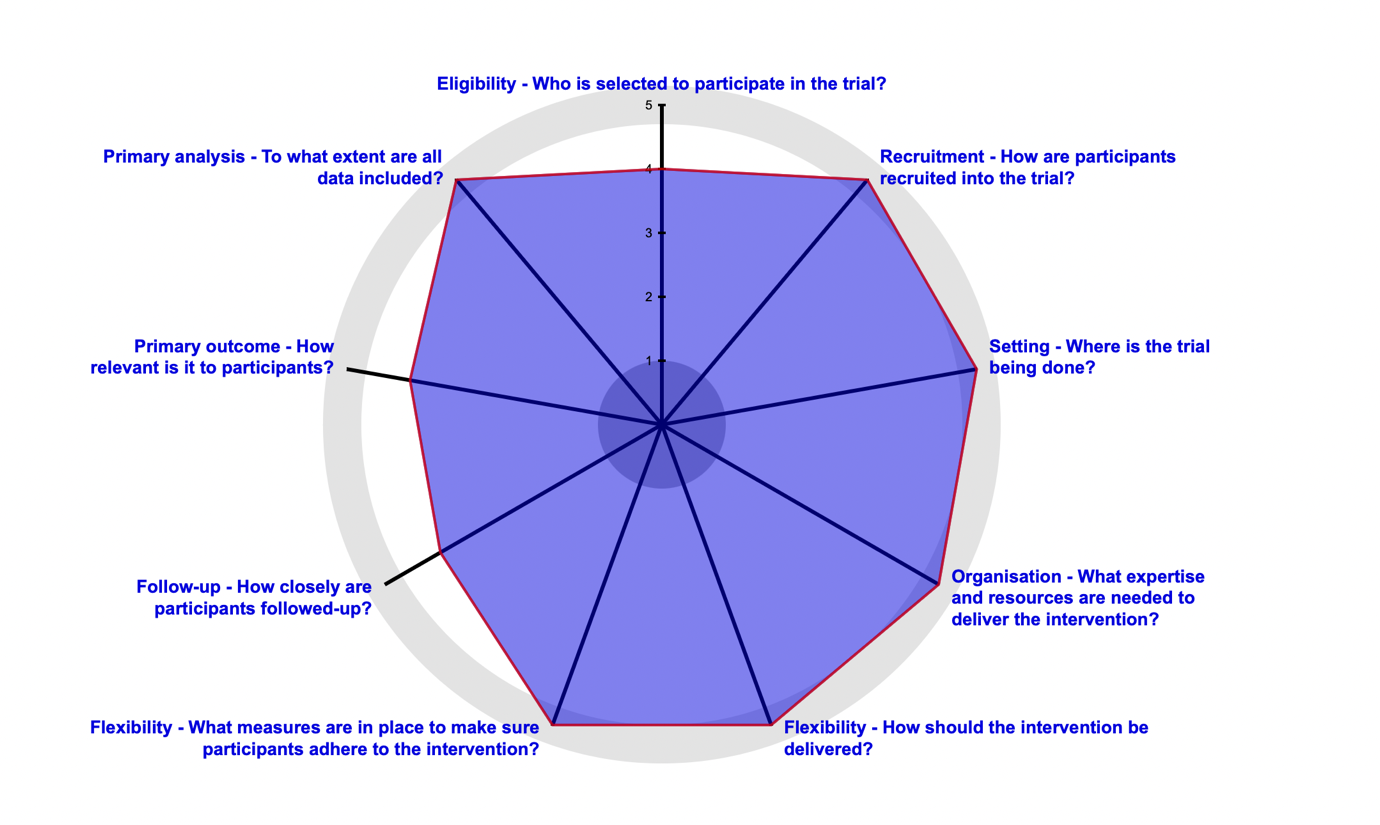 Eligibility - Who is selected to participate in the trial?
5
4
3
2
1
Recruitment - How are participants
recruited into the trial?
Setting - Where is the trial
being done?
Organisation - What expertise
and resources are needed to
deliver the intervention?
Flexibility - How should the intervention be
delivered?
Flexibility - What measures are in place to make sure
participants adhere to the intervention?
Follow-up - How closely are
participants followed-up?
Primary outcome - How
relevant is it to participants?
Primary analysis - To what extent are all
data included?